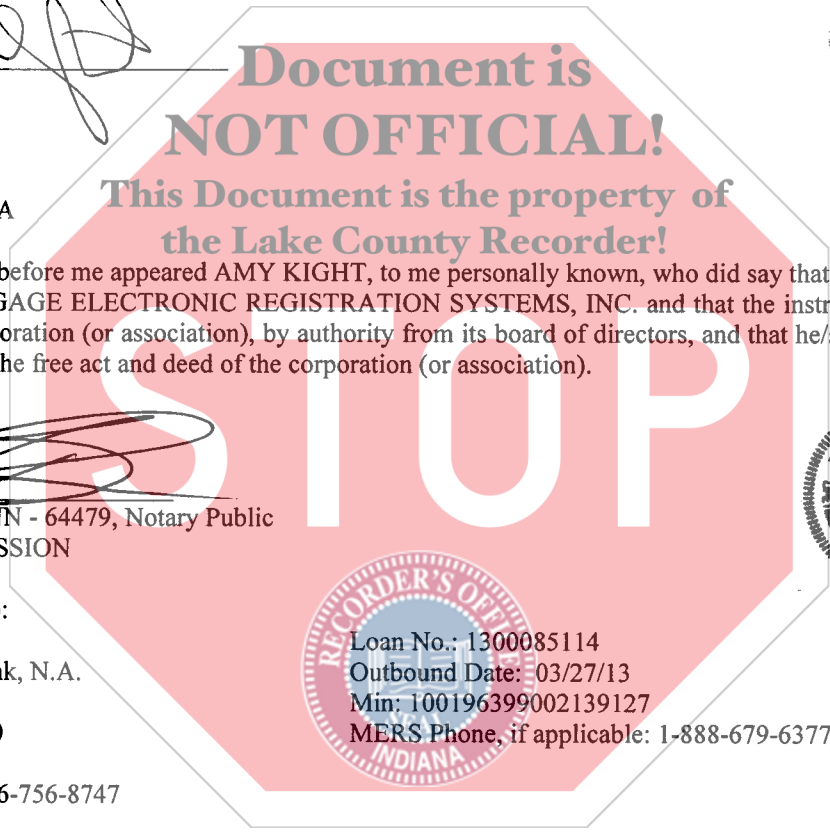 Document is
NOT OFFICIAL!
This Document is the property of
the Lake County Recorder!
A
before me appeared AMY KIGHT, to me personally known, who did say that
GAGE ELECTRONIC REGISTRATION SYSTEMS, INC. and that the instr
oration (or association), by authority from its board of directors, and that he/
he free act and deed of the corporation (or association).
STOP
N - 64479, Notary Public
SSION
:
RECORDER'S OFFICE
Loan No.: 1300085114
k, N.A.
Outbound Date: 03/27/13
Min: 100196399002139127
SEAL
)
MERS Phone, if applicable: 1-888-679-6377
INDIANA
6-756-8747